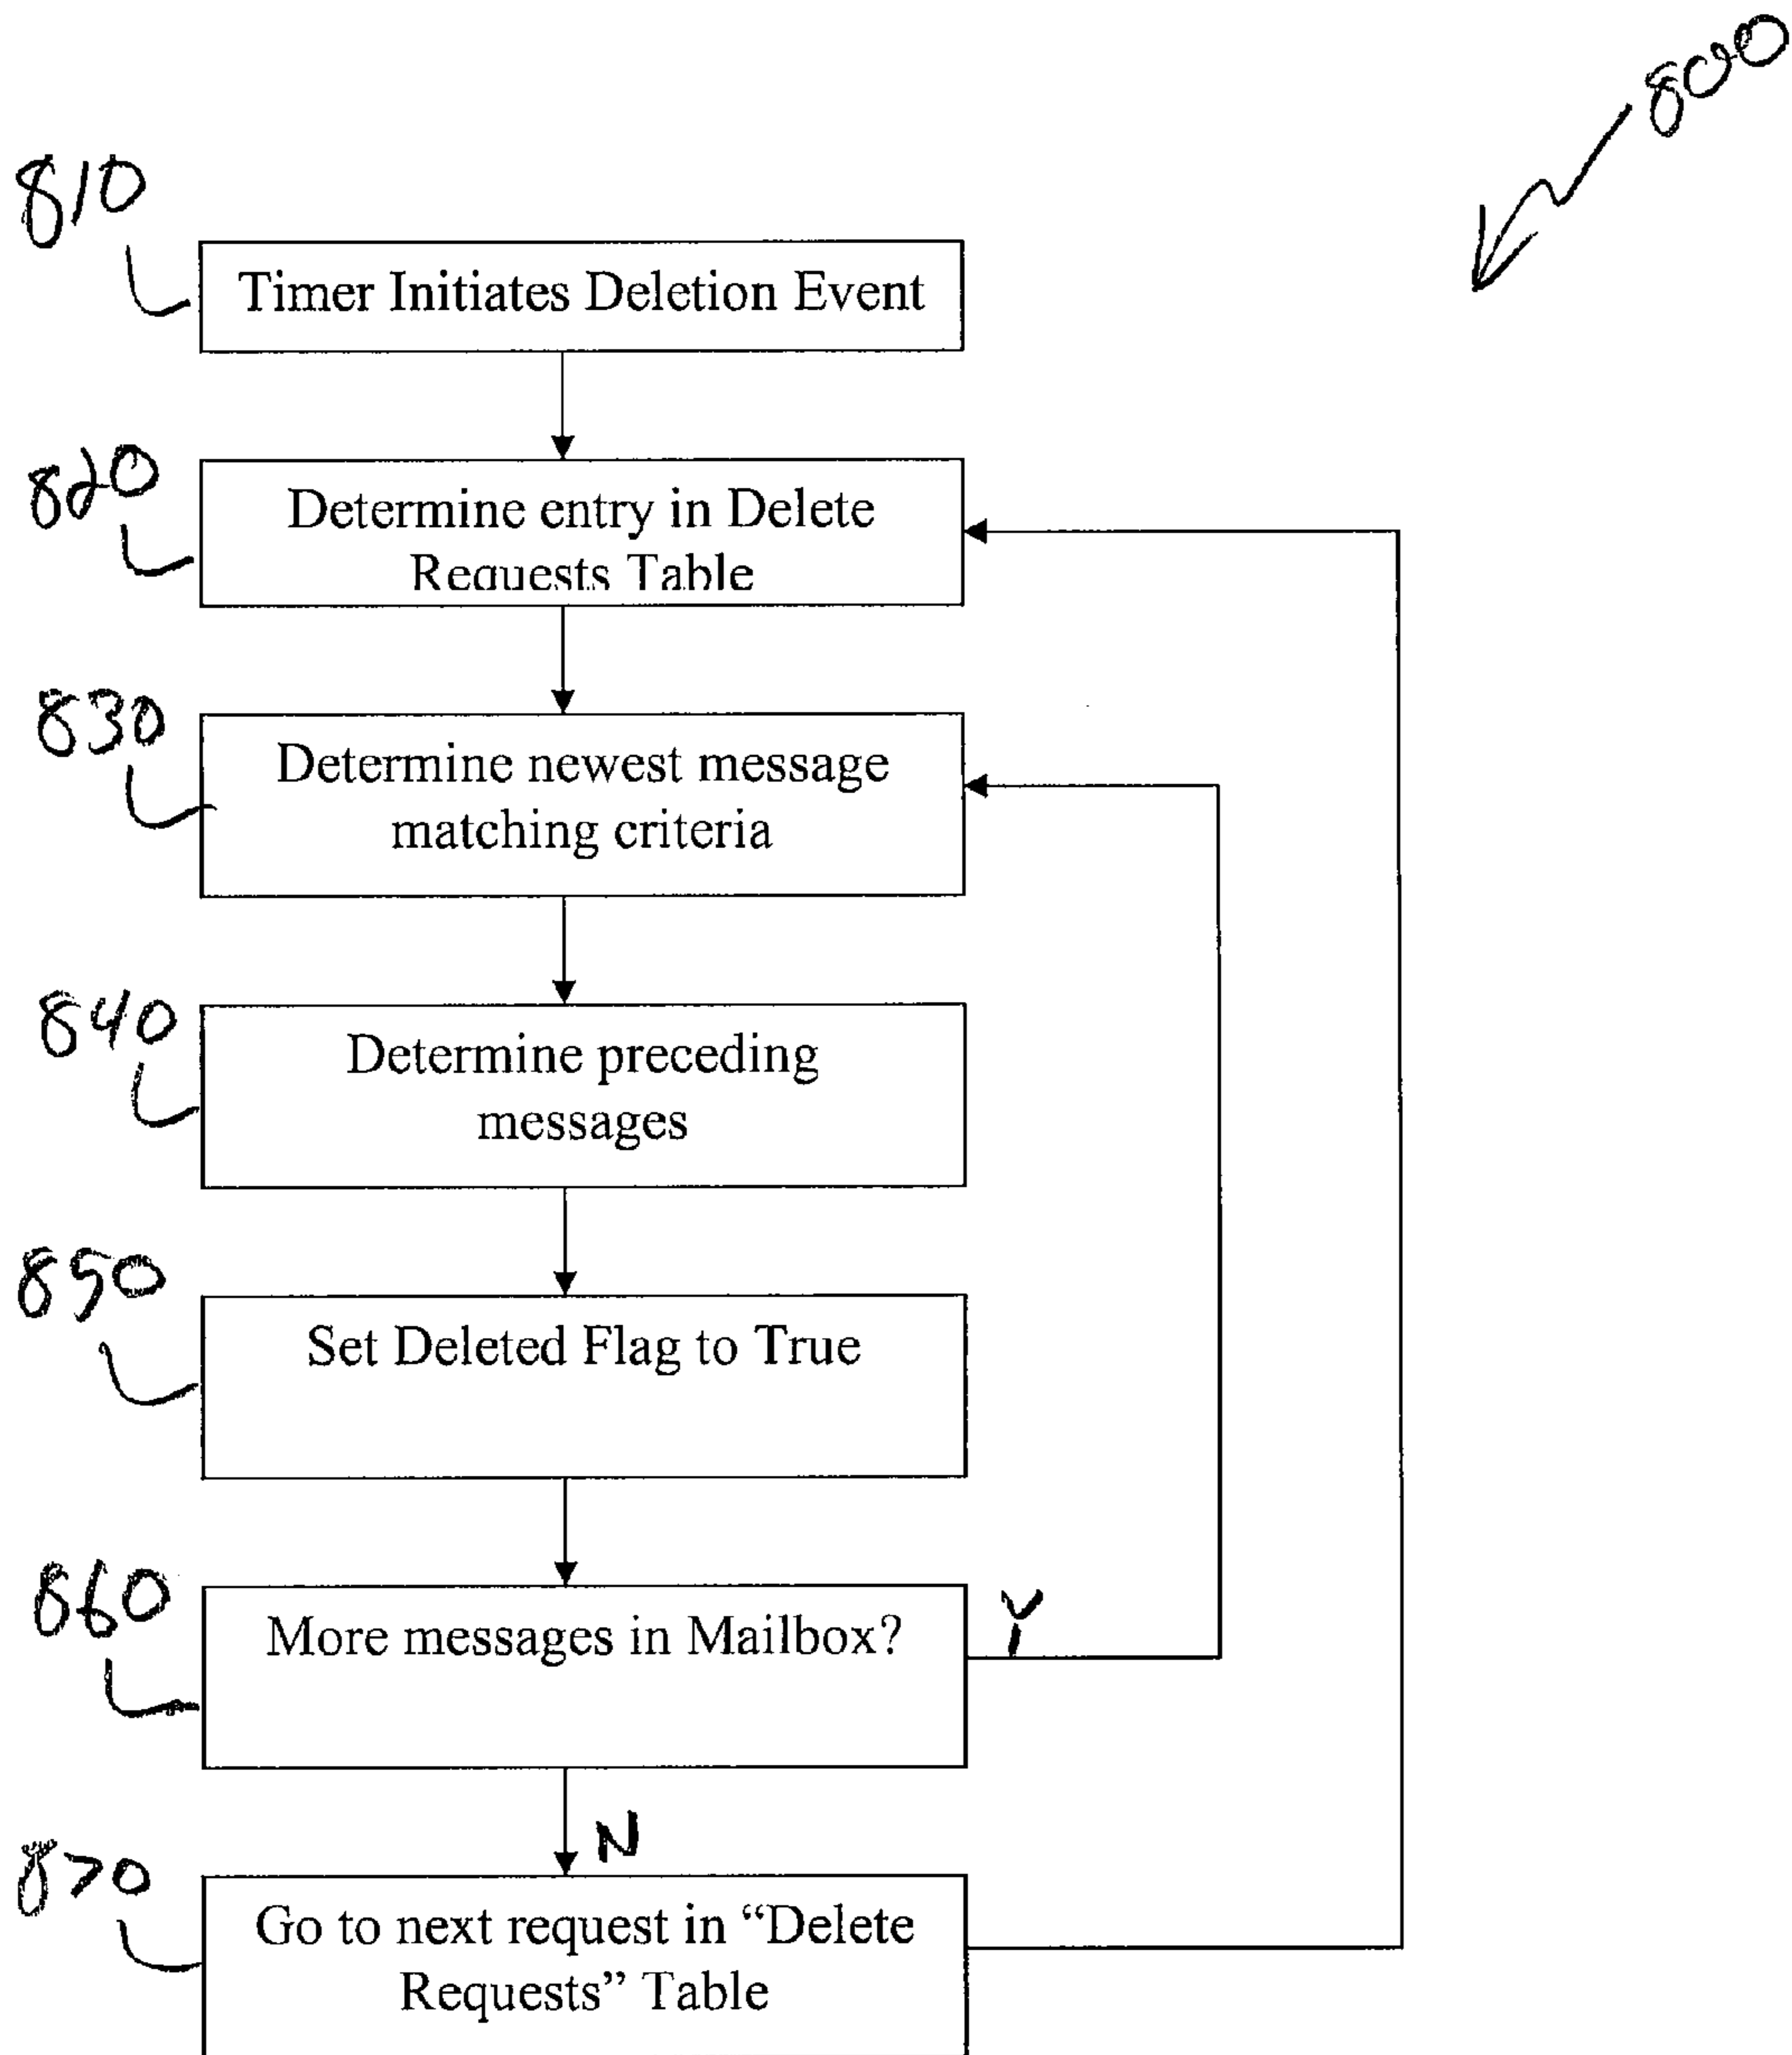 800
810
Timer Initiates Deletion Event
820
Determine entry in Delete
Requests Table
830
Determine newest message
matching criteria
840
Determine preceding
messages
850
Set Deleted Flag to True
860
More messages in Mailbox?
Y
N
870
Go to next request in “Delete
Requests” Table